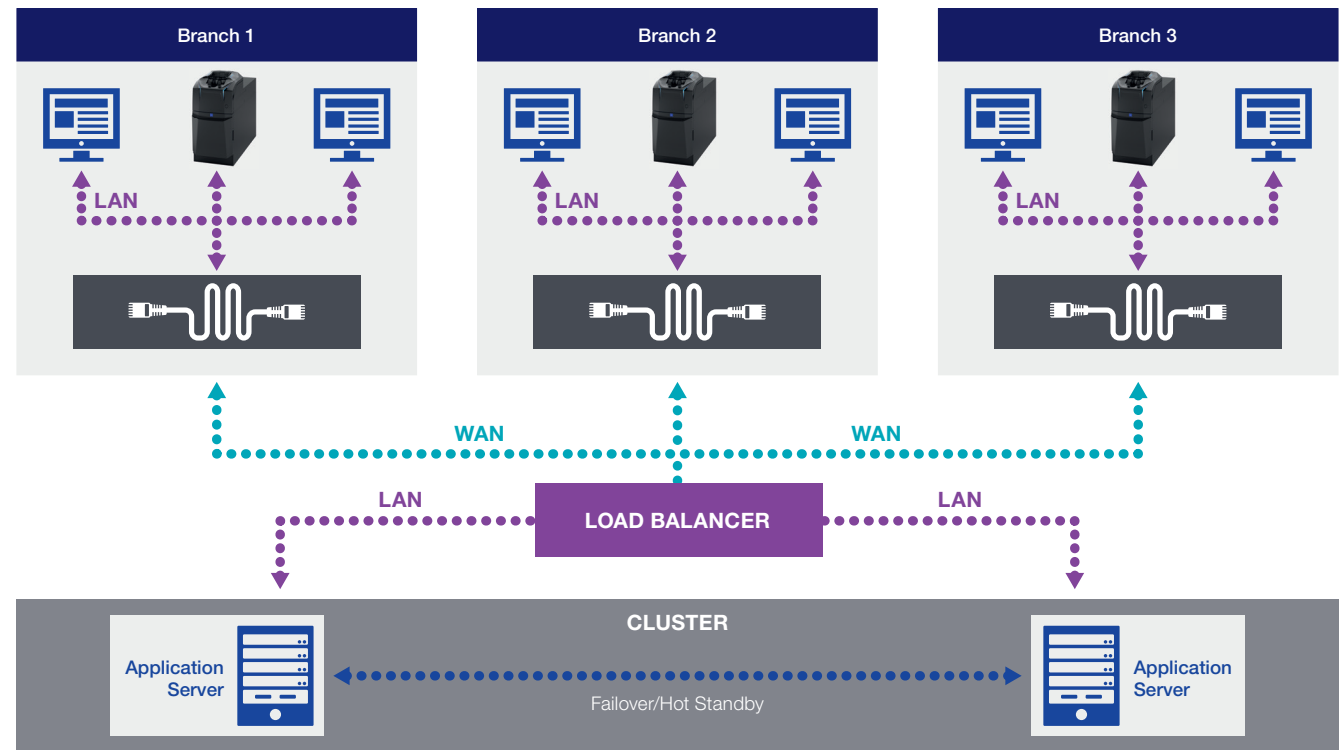 Branch 1
Branch 2
Branch 3
LAN
LAN
LAN
WAN
WAN
LAN
LAN
LOAD BALANCER
CLUSTER
Application
Server
Application
Server
Failover/Hot Standby